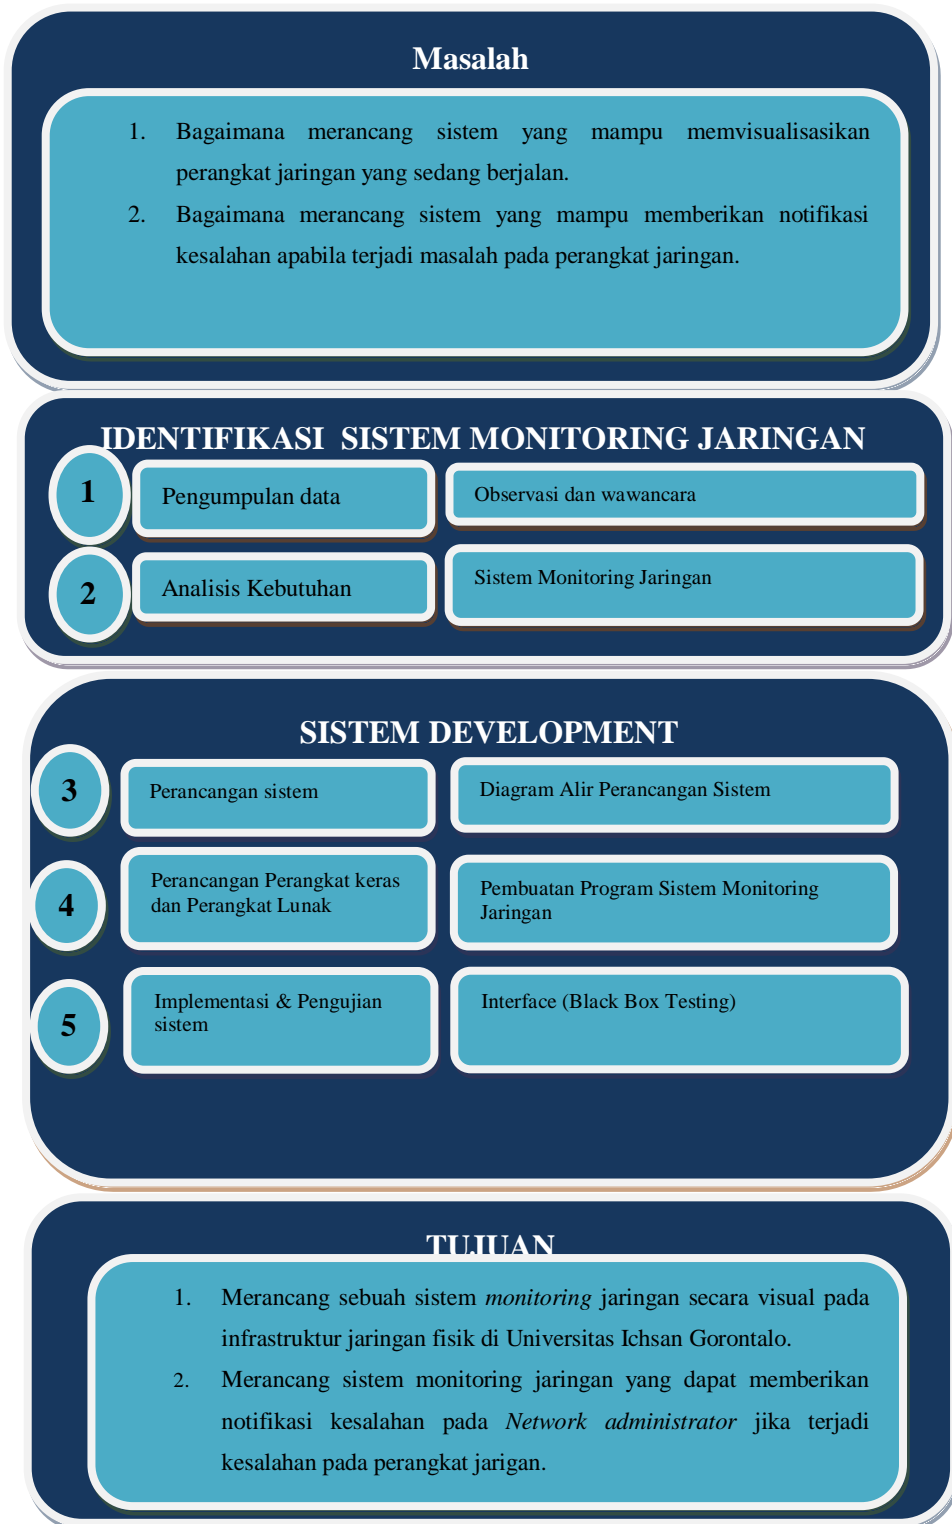 Masalah
1. Bagaimana merancang sistem yang mampu memvisualisasikan
perangkat jaringan yang sedang berjalan.
2. Bagaimana merancang sistem yang mampu memberikan notifikasi
kesalahan apabila terjadi masalah pada perangkat jaringan.
IDENTIFIKASI SISTEM MONITORING JARINGAN
1 Pengumpulan data Observasi dan wawancara
2 Analisis Kebutuhan Sistem Monitoring Jaringan
SISTEM DEVELOPMENT
3 Perancangan sistem Diagram Alir Perancangan Sistem
4
Perancangan Perangkat keras
dan Perangkat Lunak
Pembuatan Program Sistem Monitoring
Jaringan
5
Implementasi & Pengujian
sistem
Interface (Black Box Testing)
TUJUAN
1. Merancang sebuah sistem monitoring jaringan secara visual pada
infrastruktur jaringan fisik di Universitas Ichsan Gorontalo.
2. Merancang sistem monitoring jaringan yang dapat memberikan
notifikasi kesalahan pada Network administrator jika terjadi
kesalahan pada perangkat jarigan.